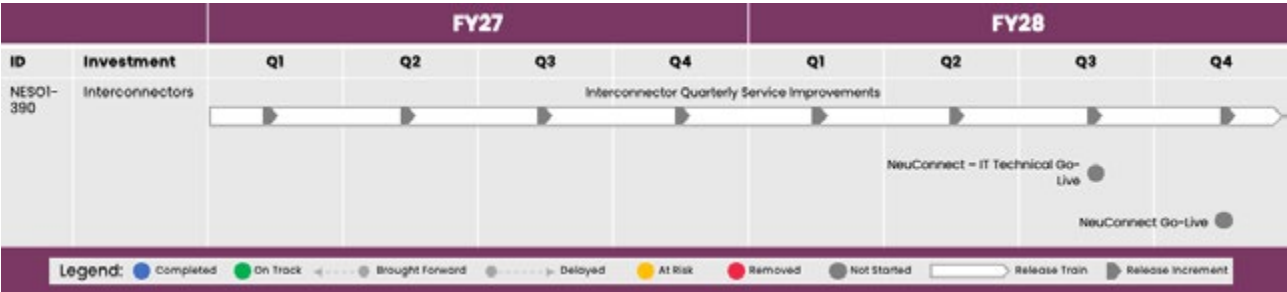 FY27 FY28
ID Investment Q1 Q2 Q3 Q4 Q1 Q2 Q3 Q4
NESO1- Interconnectors Interconnector Quarterly Service Improvements
390
NeuConnect – IT Technical Go-
Live
NeuConnect Go-Live
Legend: Completed On Track Brought Forward Delayed At Risk Removed Not Started Release Train Release Increment